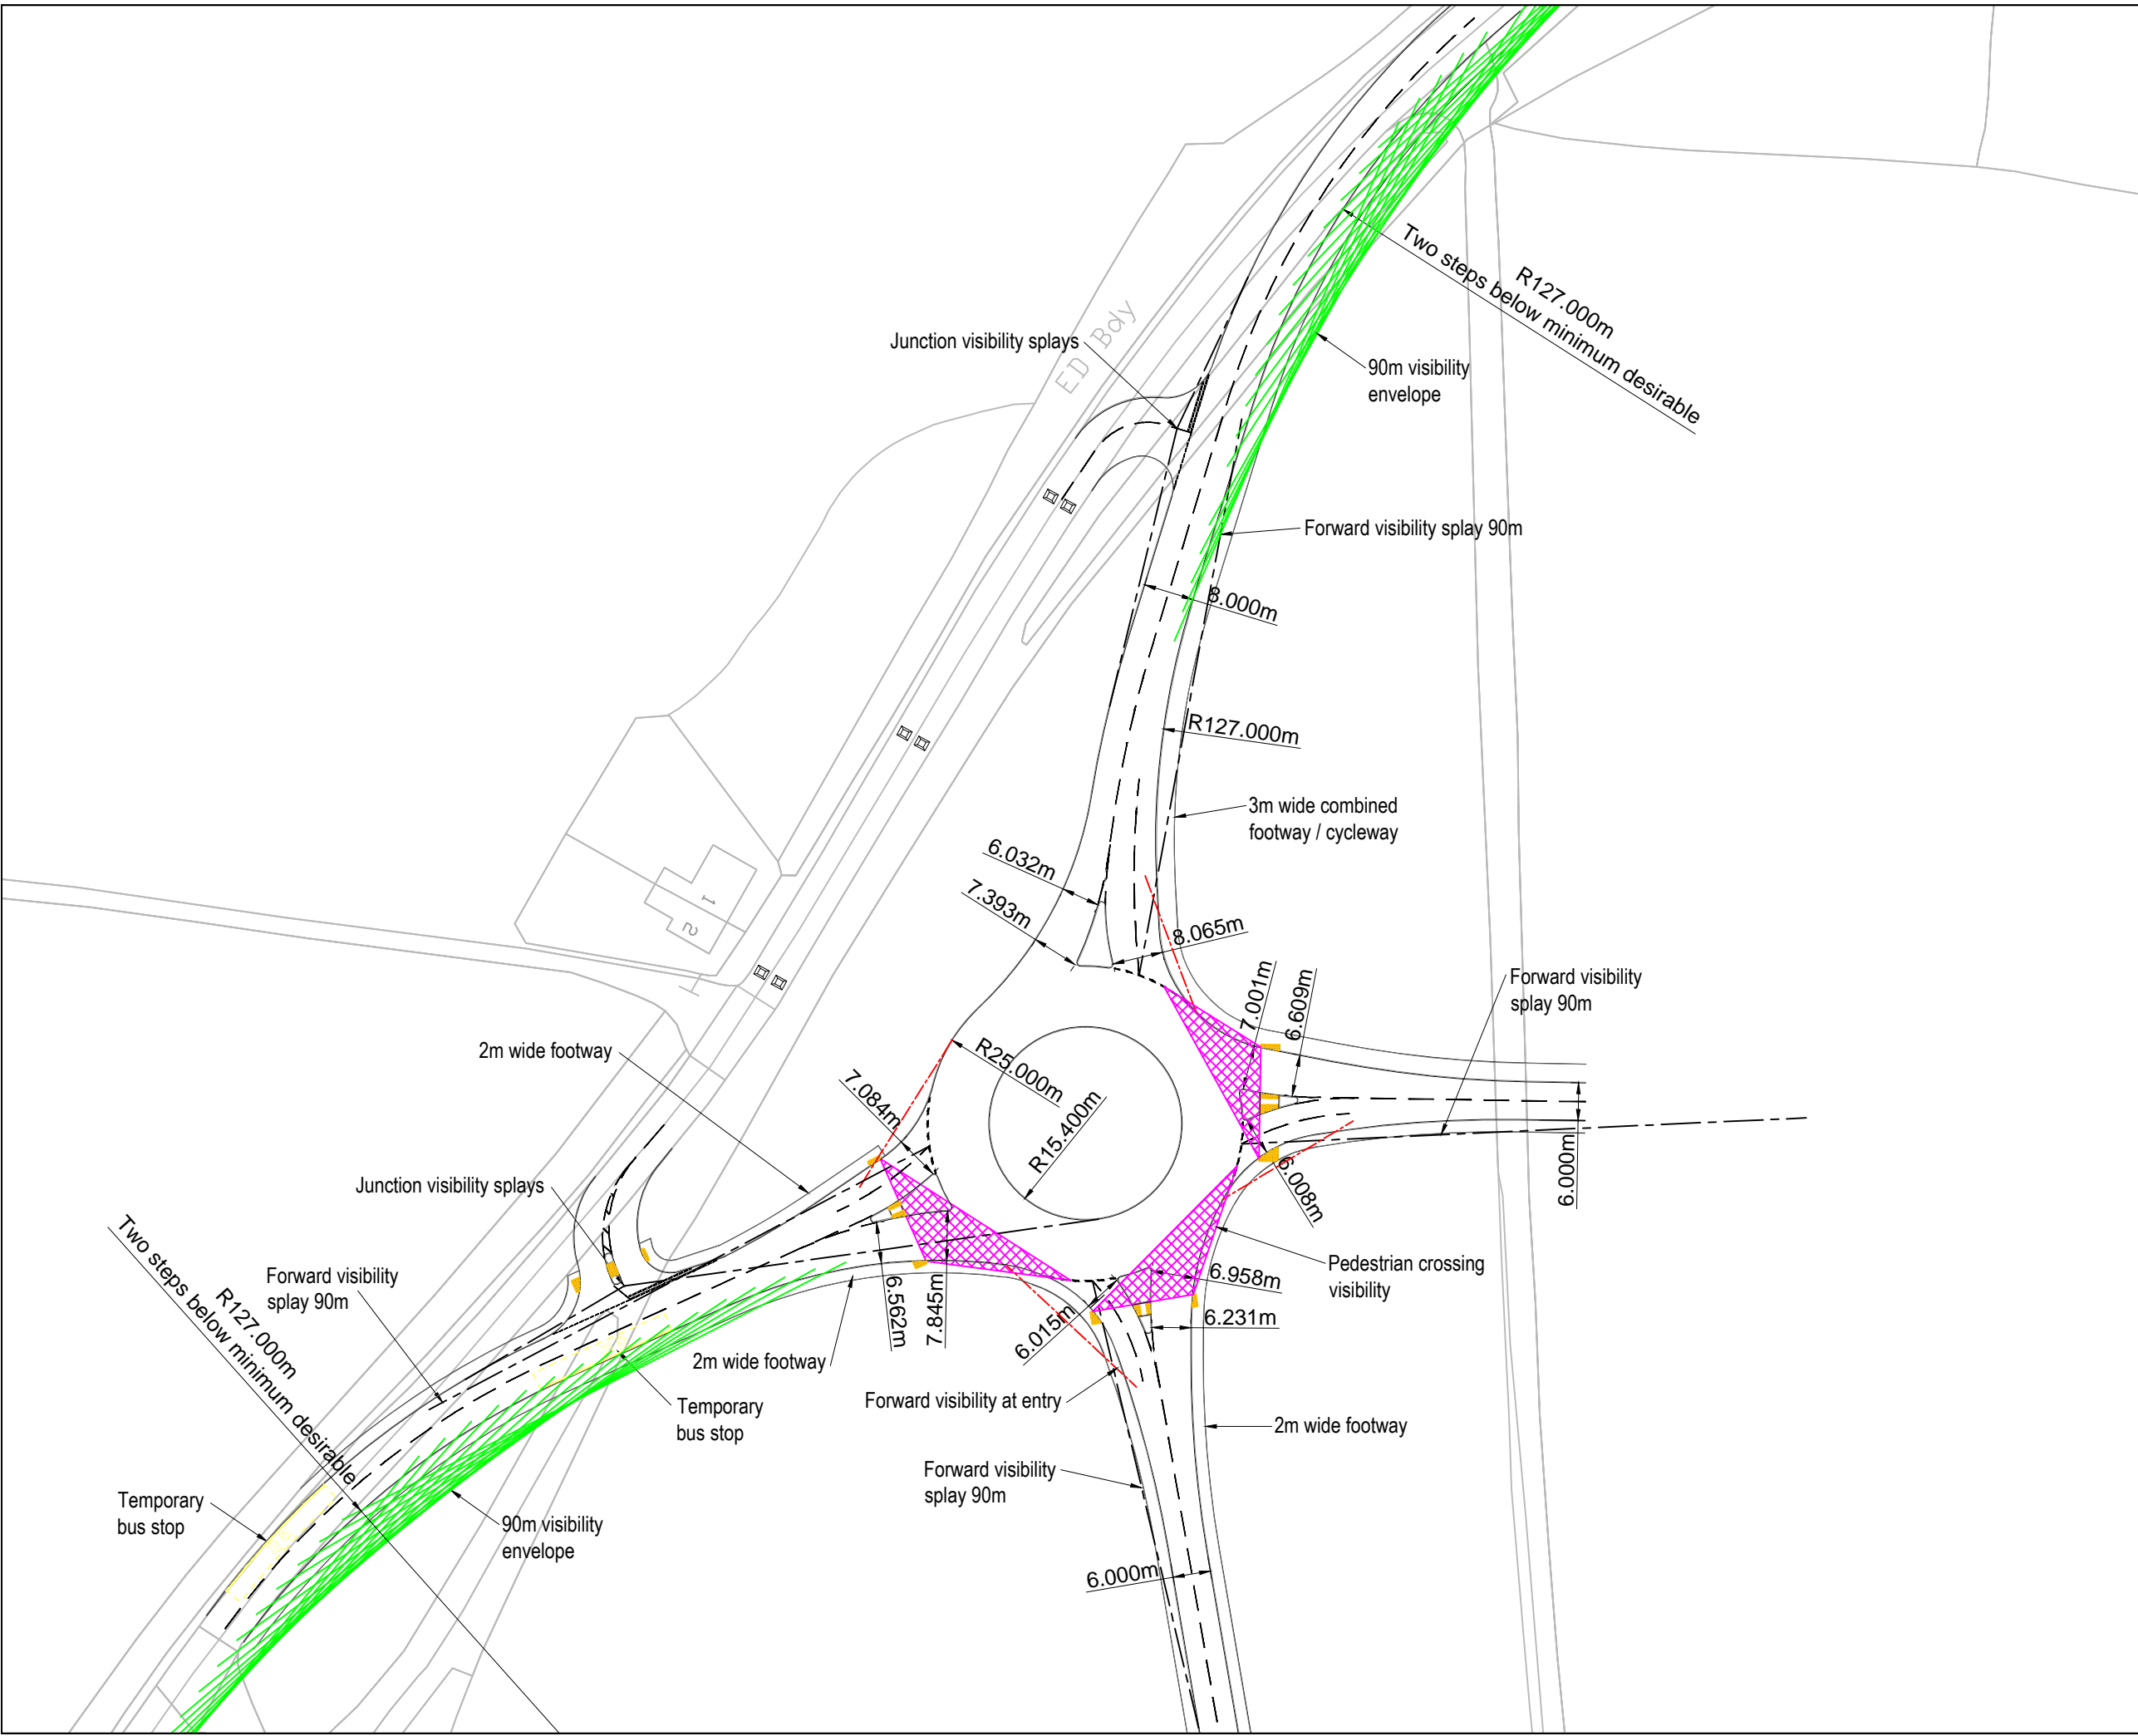 R127.000m
Two steps below minimum desirable
ED Bdy
Junction visibility splays
90m visibility
envelope
Forward visibility splay 90m
8.000m
R127.000m
3m wide combined
footway / cycleway
6.032m
7.393m
8.065m
1
2
7.001m
6.609m
Forward visibility
splay 90m
2m wide footway
R25.000m
7.084m
R15.400m
Junction visibility splays
6.008m
6.000m
Pedestrian crossing
visibility
Forward visibility
splay 90m
R127.000m
Two steps below minimum desirable
6.562m
7.845m
6.958m
6.231m
6.015m
2m wide footway
Forward visibility at entry
Temporary
bus stop
2m wide footway
Forward visibility
splay 90m
Temporary
bus stop
90m visibility
envelope
6.000m